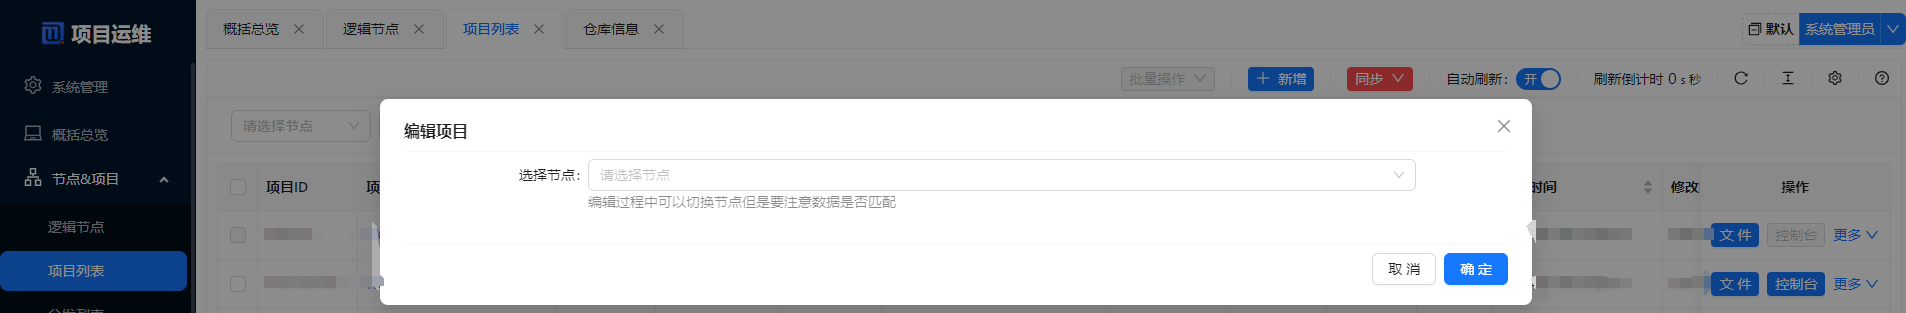 项目运维
系统管理
概括总览
节点&项目
逻辑节点
项目列表
分发列表
概括总览
逻辑节点
项目列表
仓库信息
默认
系统管理员
批量操作
新增
同步
自动刷新:
开
刷新倒计时 0 s 秒
请选择节点
编辑项目
选择节点:
请选择节点
编辑过程中可以切换节点但是要注意数据是否匹配
取 消
确 定
项目ID
项
时间
修改
操作
文 件
控制台
更多
文 件
控制台
更多